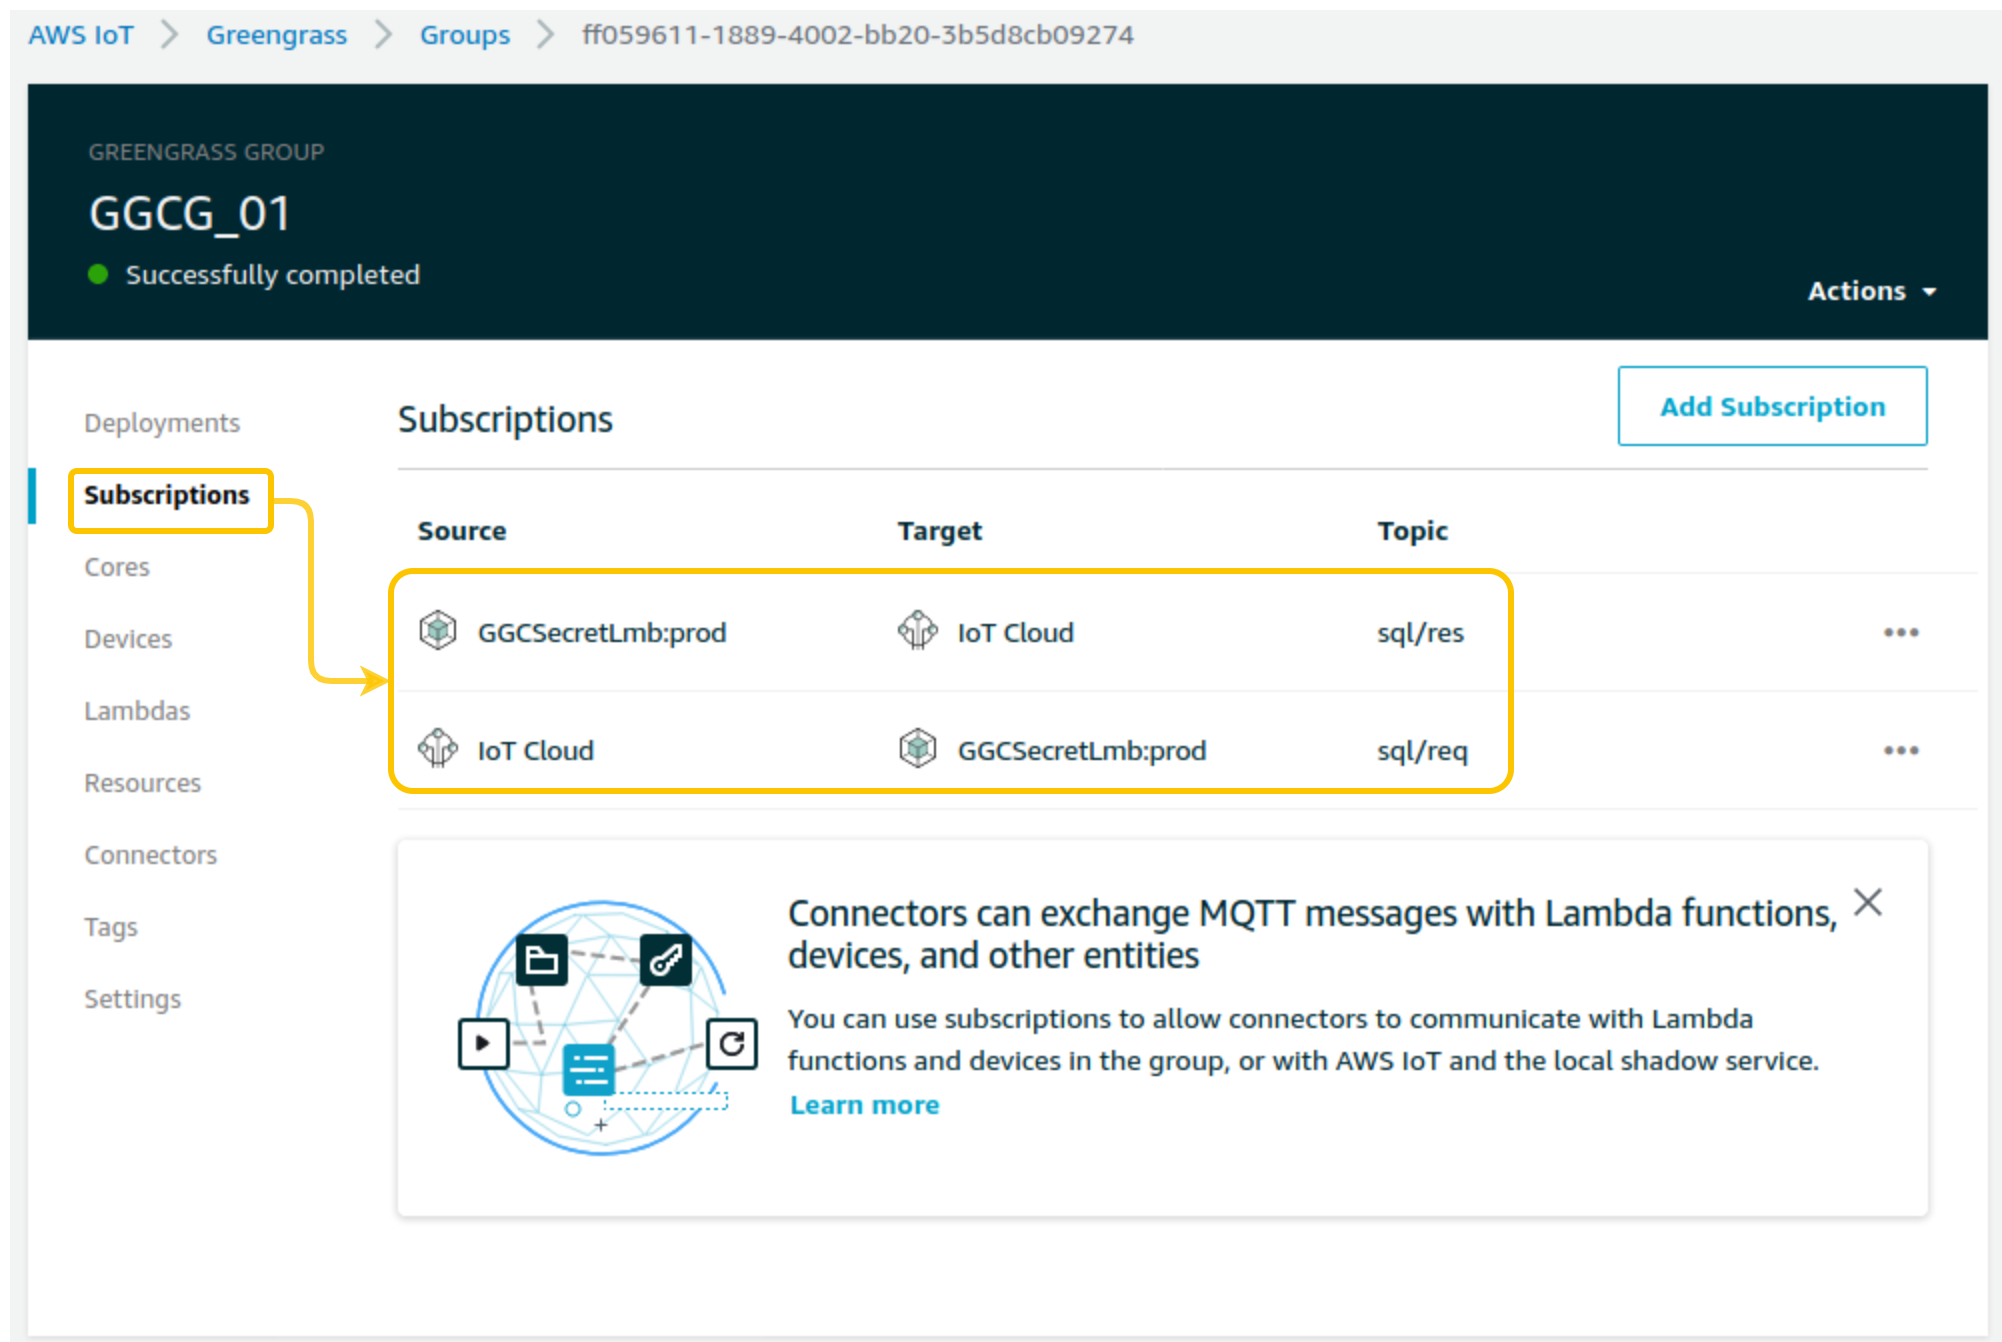 AWS IoT Greengrass Groups ff059611-1889-4002-bb20-3b5d8cb09274
GREENGRASS GROUP
GGCG_01
Successfully completed
Actions
Deployments
Subscriptions
Cores
Devices
Lambdas
Resources
Connectors
Tags
Settings
Subscriptions
Add Subscription
Source Target Topic
GGCSecretLmb:prod IoT Cloud sql/res
IoT Cloud GGCSecretLmb:prod sql/req
Connectors can exchange MQTT messages with Lambda functions,
devices, and other entities
You can use subscriptions to allow connectors to communicate with Lambda
functions and devices in the group, or with AWS IoT and the local shadow service.
Learn more